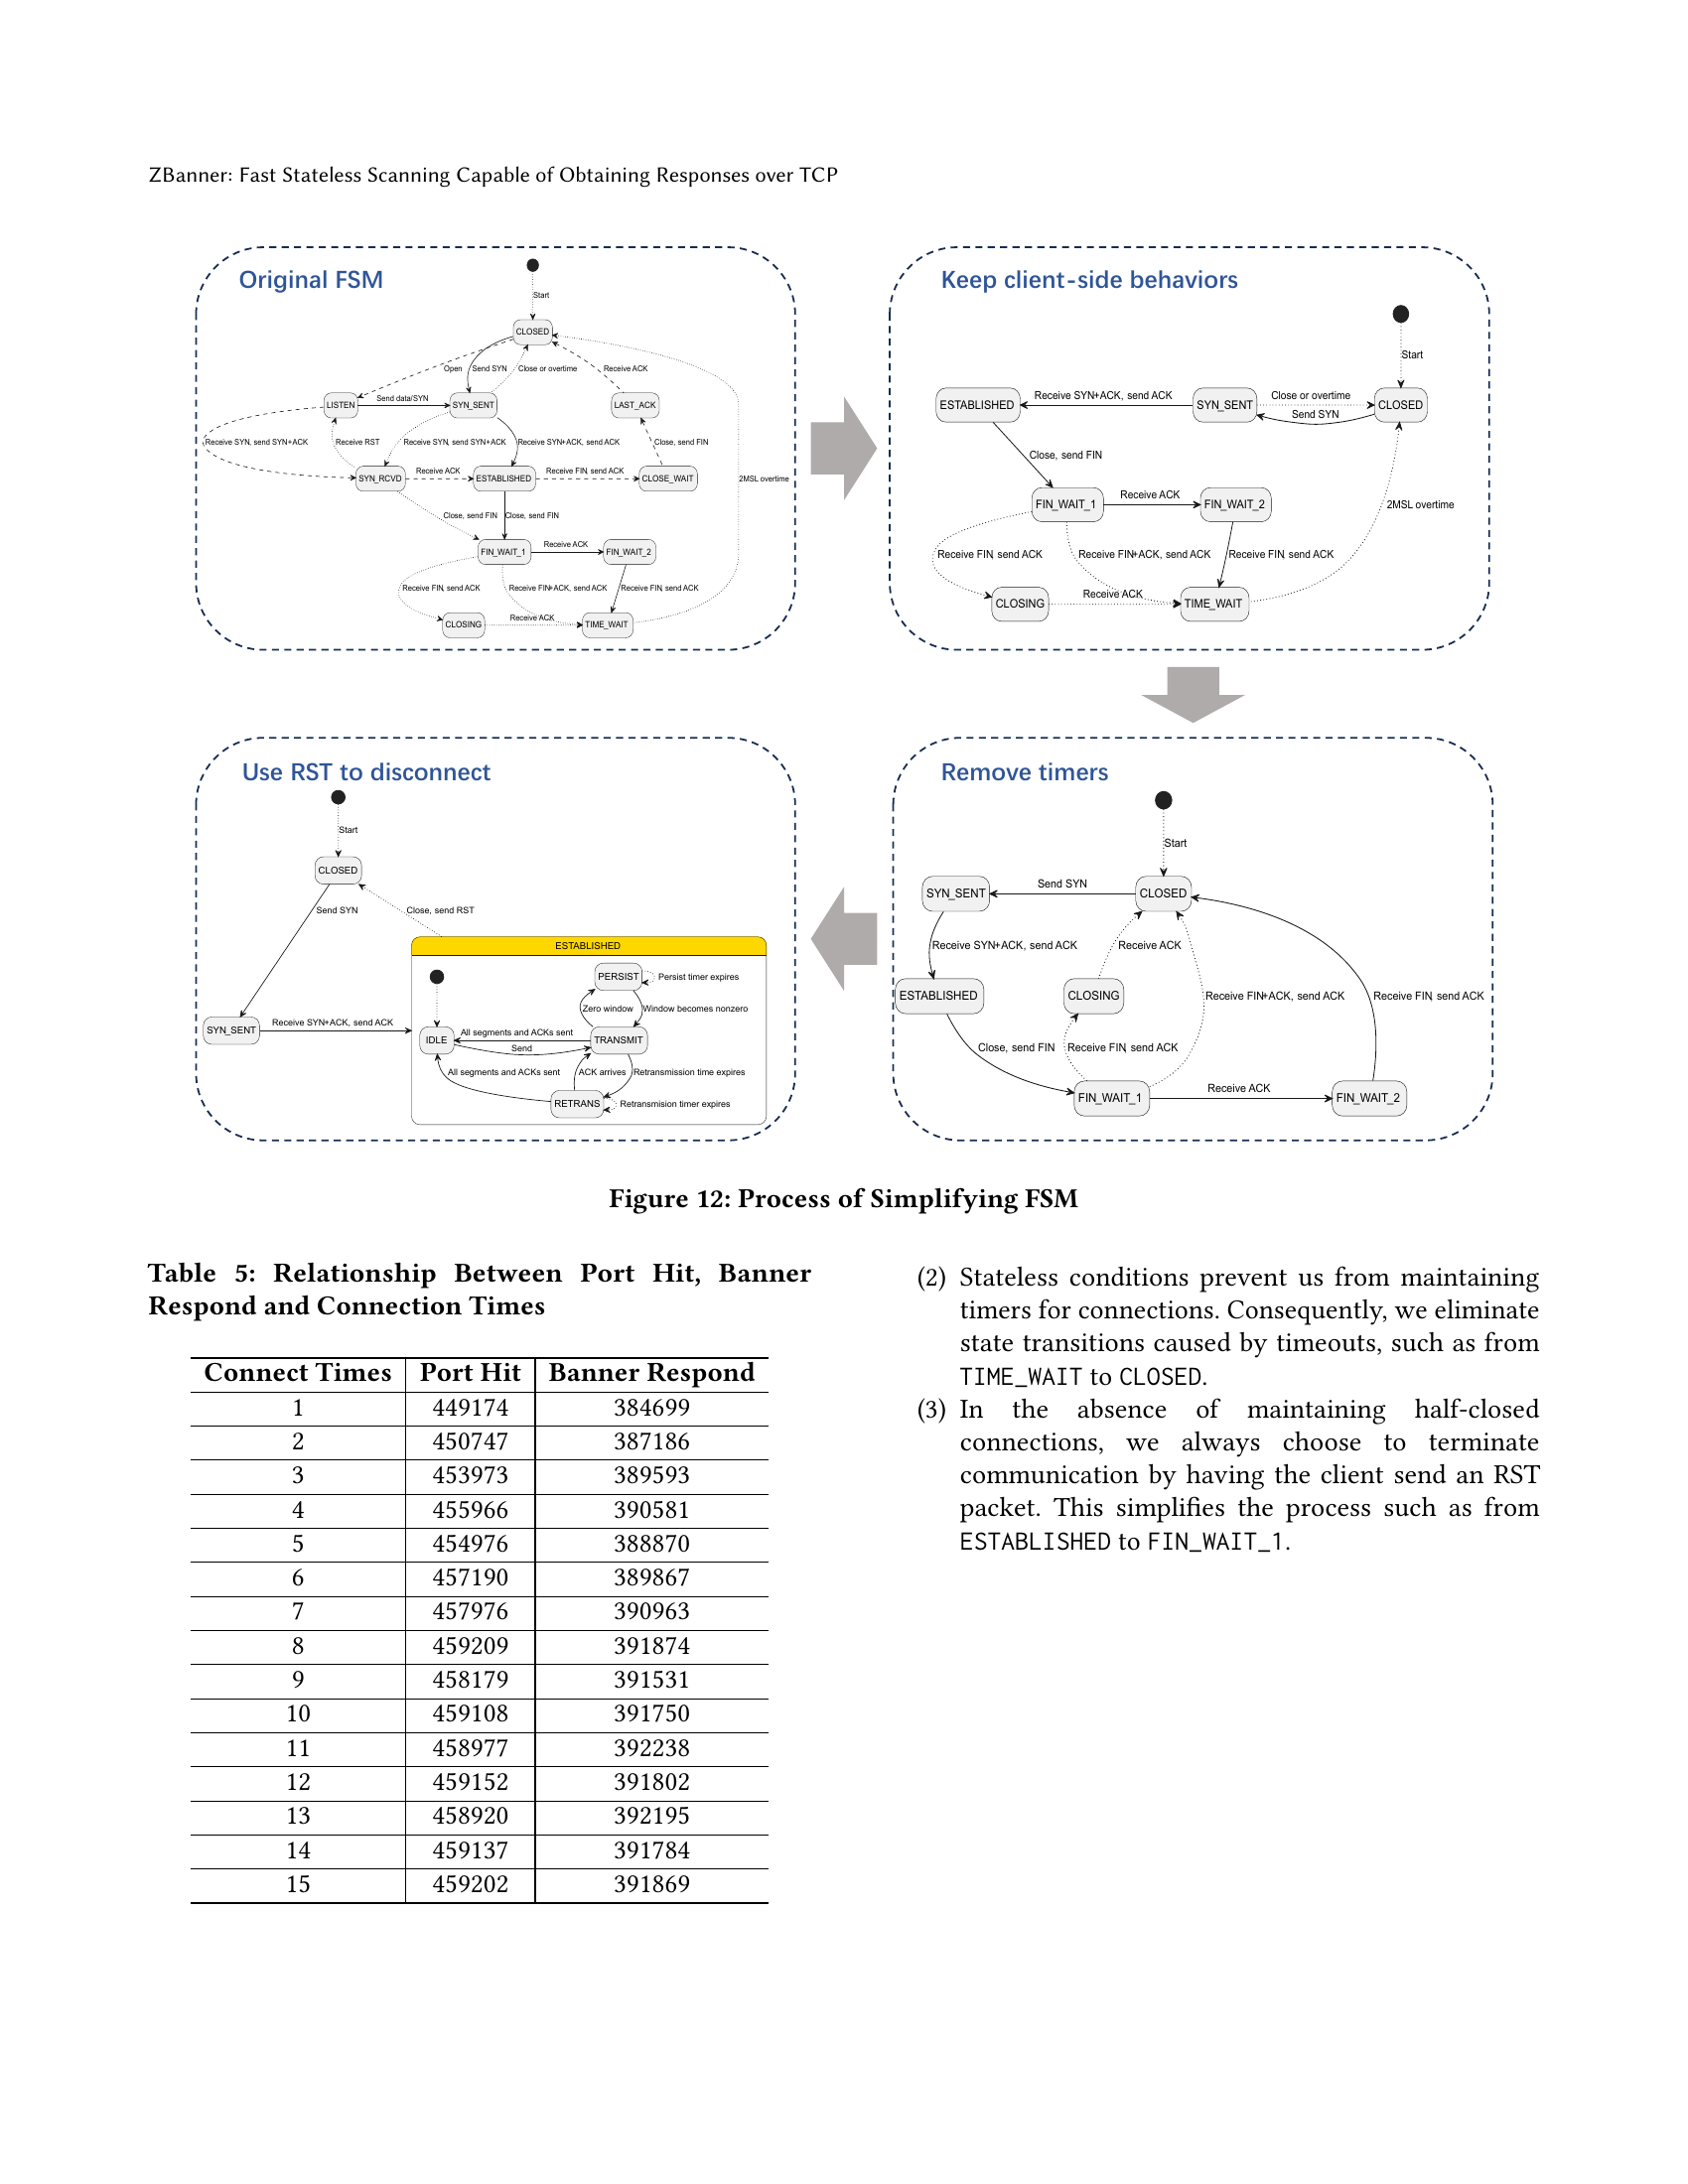 ZBanner: Fast Stateless Scanning Capable of Obtaining Responses over TCP
Original FSM
Start
CLOSED
Open
Send SYN
Close or overtime
Receive ACK
LISTEN
Send data/SYN
SYN_SENT
LAST_ACK
Receive SYN, send SYN+ACK
Receive RST
Receive SYN, send SYN+ACK
Receive SYN+ACK, send ACK
Close, send FIN
SYN_RCVD
Receive ACK
ESTABLISHED
Receive FIN, send ACK
CLOSE_WAIT
2MSL overtime
Close, send FIN
Close, send FIN
FIN_WAIT_1
Receive ACK
FIN_WAIT_2
Receive FIN, send ACK
Receive FIN+ACK, send ACK
Receive FIN, send ACK
CLOSING
Receive ACK
TIME_WAIT
Keep client-side behaviors
Start
ESTABLISHED
Receive SYN+ACK, send ACK
SYN_SENT
Close or overtime
Send SYN
CLOSED
Close, send FIN
FIN_WAIT_1
Receive ACK
FIN_WAIT_2
2MSL overtime
Receive FIN, send ACK
Receive FIN+ACK, send ACK
Receive FIN, send ACK
CLOSING
Receive ACK
TIME_WAIT
Use RST to disconnect
Start
CLOSED
Send SYN
Close, send RST
ESTABLISHED
PERSIST
Persist timer expires
Zero window
Window becomes nonzero
SYN_SENT
Receive SYN+ACK, send ACK
IDLE
All segments and ACKs sent
Send
TRANSMIT
All segments and ACKs sent
ACK arrives
Retransmission time expires
RETRANS
Retransmision timer expires
Remove timers
Start
SYN_SENT
Send SYN
CLOSED
Receive SYN+ACK, send ACK
Receive ACK
ESTABLISHED
CLOSING
Receive FIN+ACK, send ACK
Receive FIN, send ACK
Close, send FIN
Receive FIN, send ACK
FIN_WAIT_1
Receive ACK
FIN_WAIT_2
Figure 12: Process of Simplifying FSM
Table 5: Relationship Between Port Hit, Banner
Respond and Connection Times
Connect Times Port Hit Banner Respond
1 449174 384699
2 450747 387186
3 453973 389593
4 455966 390581
5 454976 388870
6 457190 389867
7 457976 390963
8 459209 391874
9 458179 391531
10 459108 391750
11 458977 392238
12 459152 391802
13 458920 392195
14 459137 391784
15 459202 391869
(2) Stateless conditions prevent us from maintaining
timers for connections. Consequently, we eliminate
state transitions caused by timeouts, such as from
TIME_WAIT to CLOSED.
(3) In the absence of maintaining half-closed
connections, we always choose to terminate
communication by having the client send an RST
packet. This simplifies the process such as from
ESTABLISHED to FIN_WAIT_1.